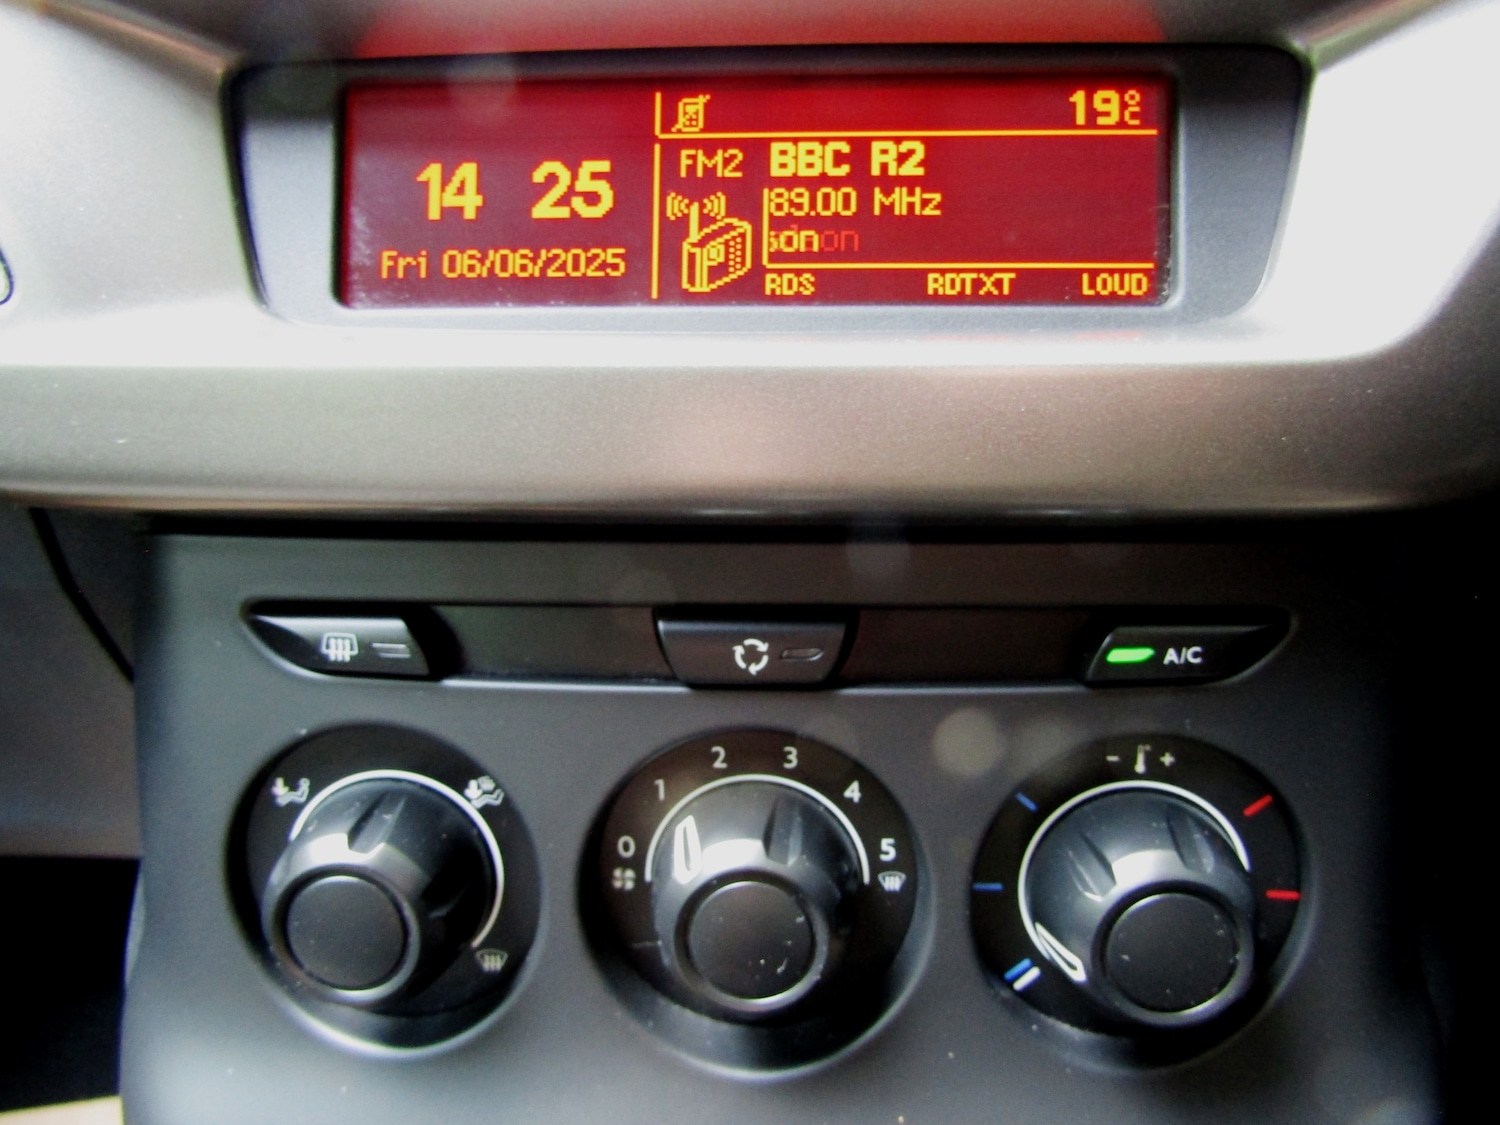 19°C
14 25
Fri 06/06/2025
FM2 BBC R2
89.00 MHz
RDS RDTXT LOUD
A/C
0 1 2 3 4 5
- +